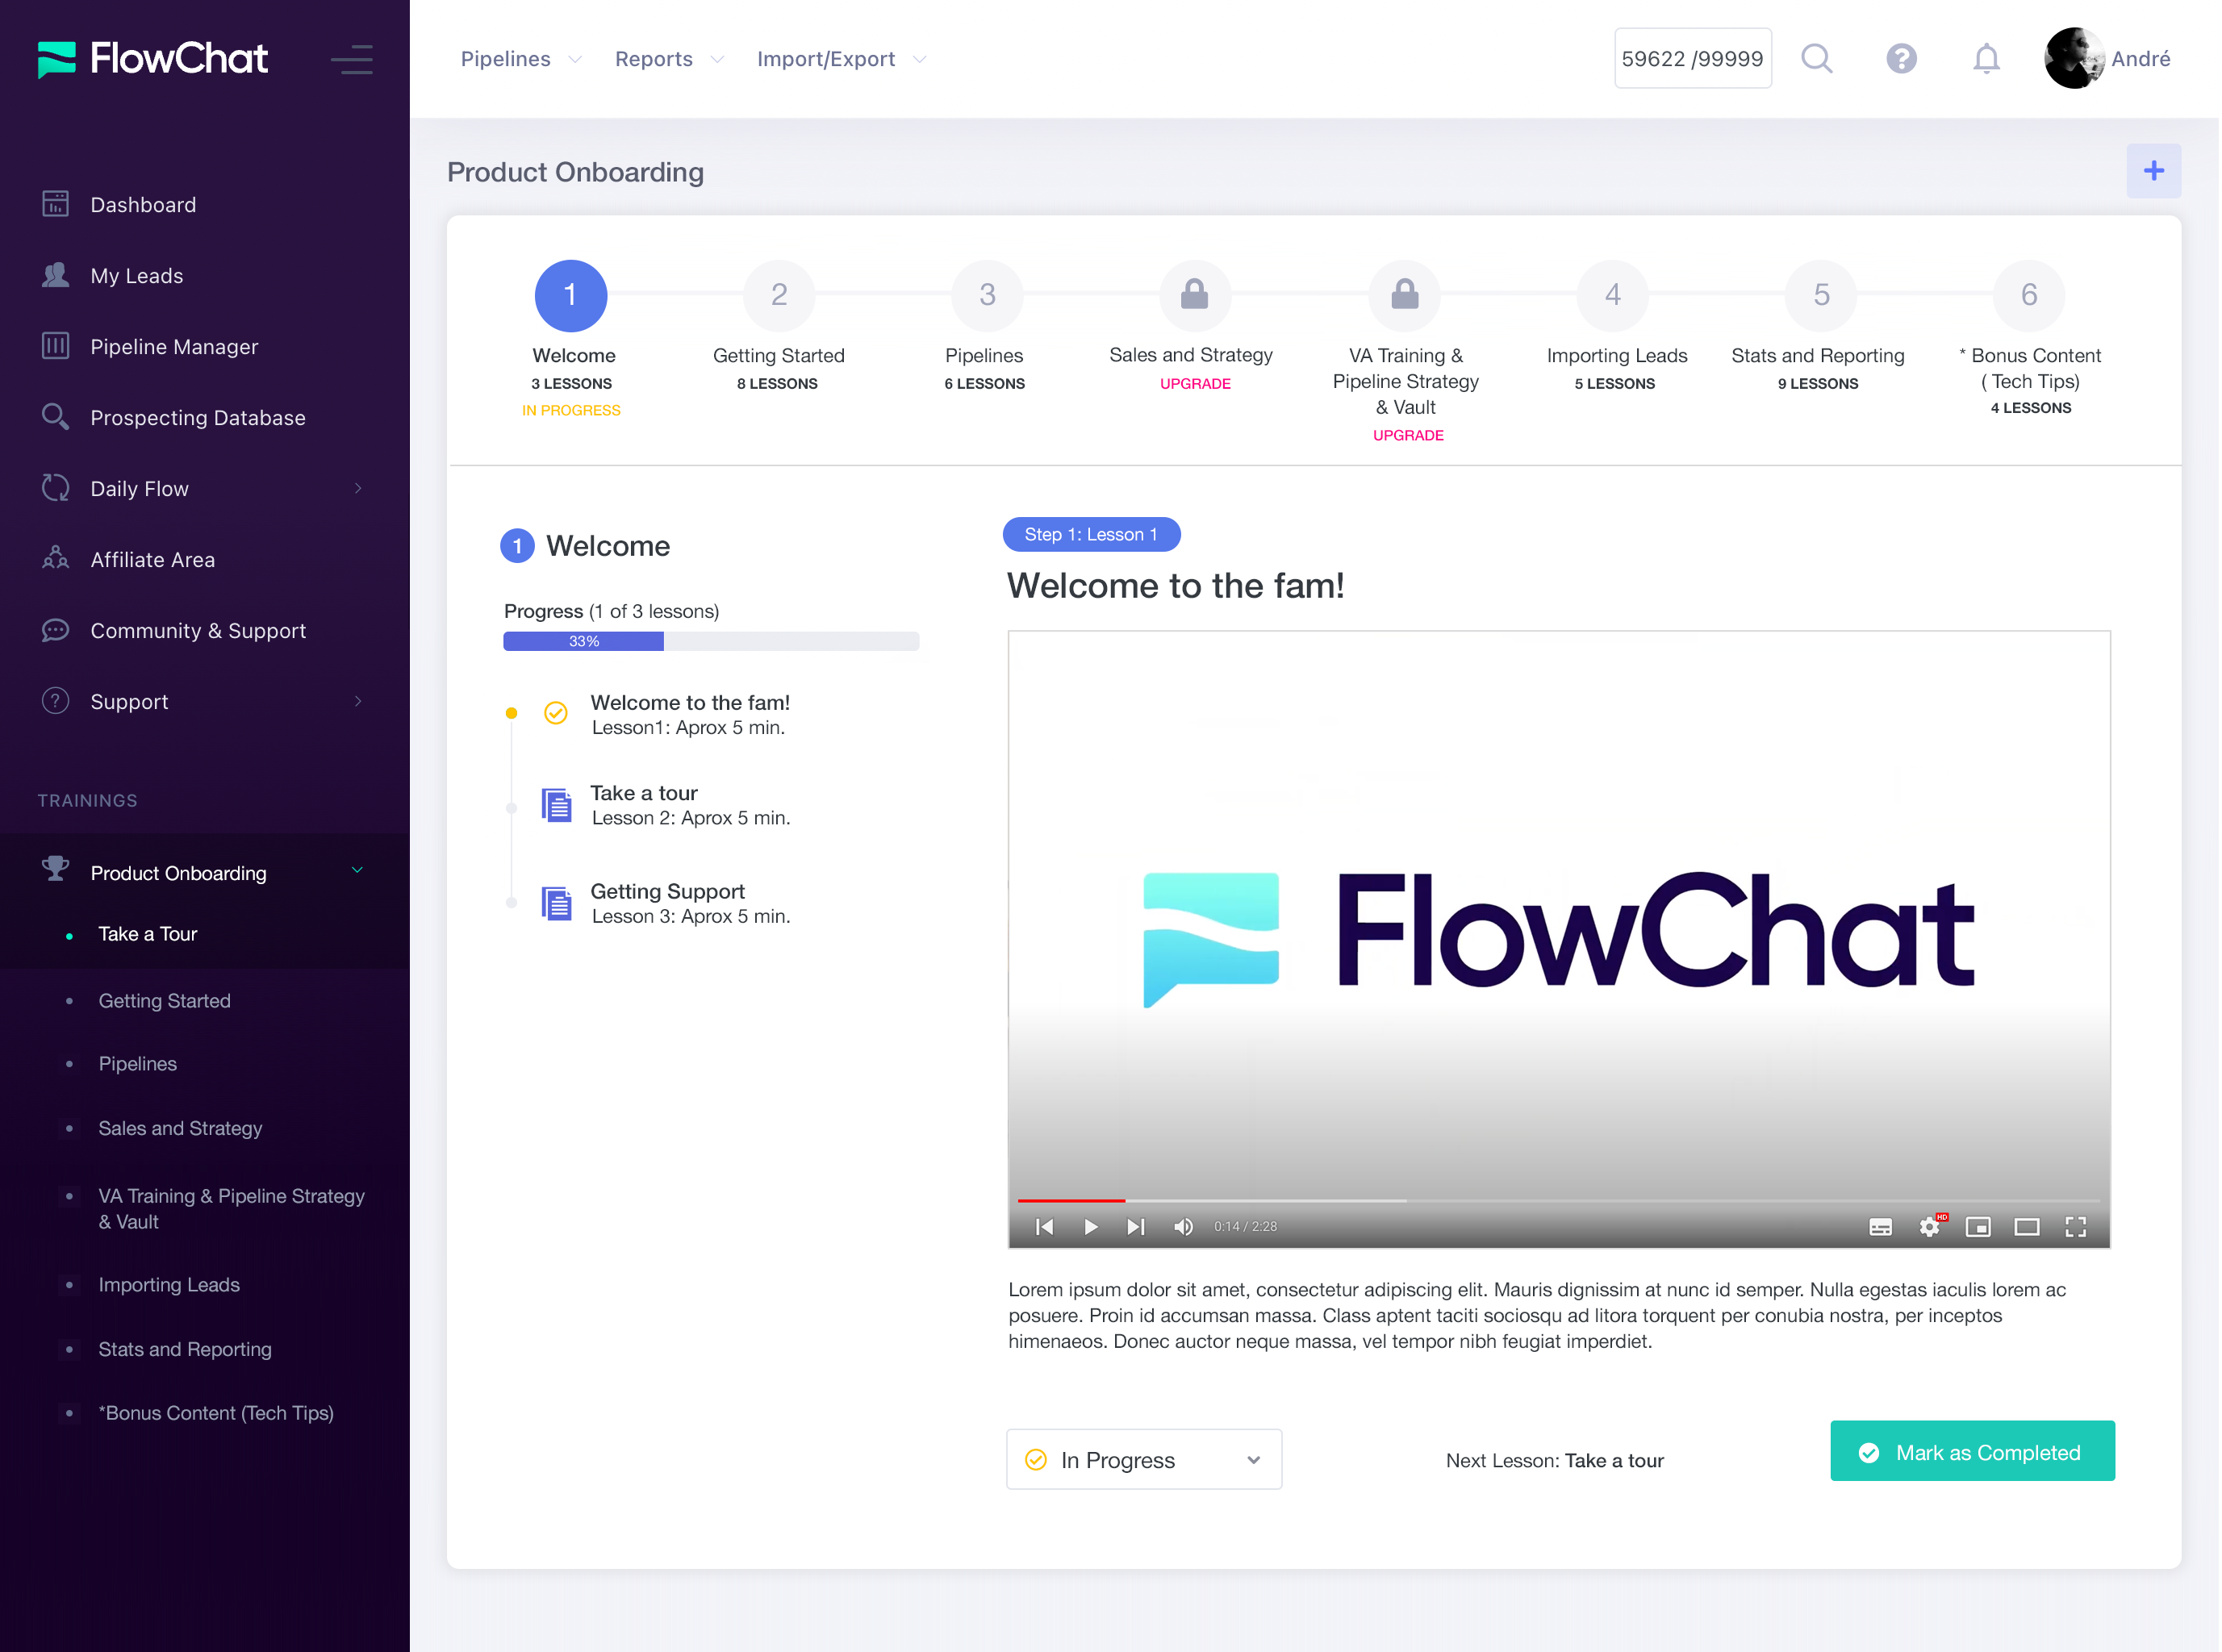 FlowChat
Pipelines
Reports
Import/Export
59622 /99999
André
Dashboard
My Leads
Pipeline Manager
Prospecting Database
Daily Flow
Affiliate Area
Community & Support
Support
TRAININGS
Product Onboarding
Take a Tour
Getting Started
Pipelines
Sales and Strategy
VA Training & Pipeline Strategy
& Vault
Importing Leads
Stats and Reporting
*Bonus Content (Tech Tips)
Product Onboarding
1
Welcome
3 LESSONS
IN PROGRESS
2
Getting Started
8 LESSONS
3
Pipelines
6 LESSONS
Sales and Strategy
UPGRADE
VA Training &
Pipeline Strategy
& Vault
UPGRADE
4
Importing Leads
5 LESSONS
5
Stats and Reporting
9 LESSONS
6
* Bonus Content
( Tech Tips)
4 LESSONS
1 Welcome
Progress (1 of 3 lessons)
33%
Welcome to the fam!
Lesson1: Aprox 5 min.
Take a tour
Lesson 2: Aprox 5 min.
Getting Support
Lesson 3: Aprox 5 min.
Step 1: Lesson 1
Welcome to the fam!
FlowChat
0:14 / 2:28
HD
Lorem ipsum dolor sit amet, consectetur adipiscing elit. Mauris dignissim at nunc id semper. Nulla egestas iaculis lorem ac
posuere. Proin id accumsan massa. Class aptent taciti sociosqu ad litora torquent per conubia nostra, per inceptos
himenaeos. Donec auctor neque massa, vel tempor nibh feugiat imperdiet.
In Progress
Next Lesson: Take a tour
Mark as Completed